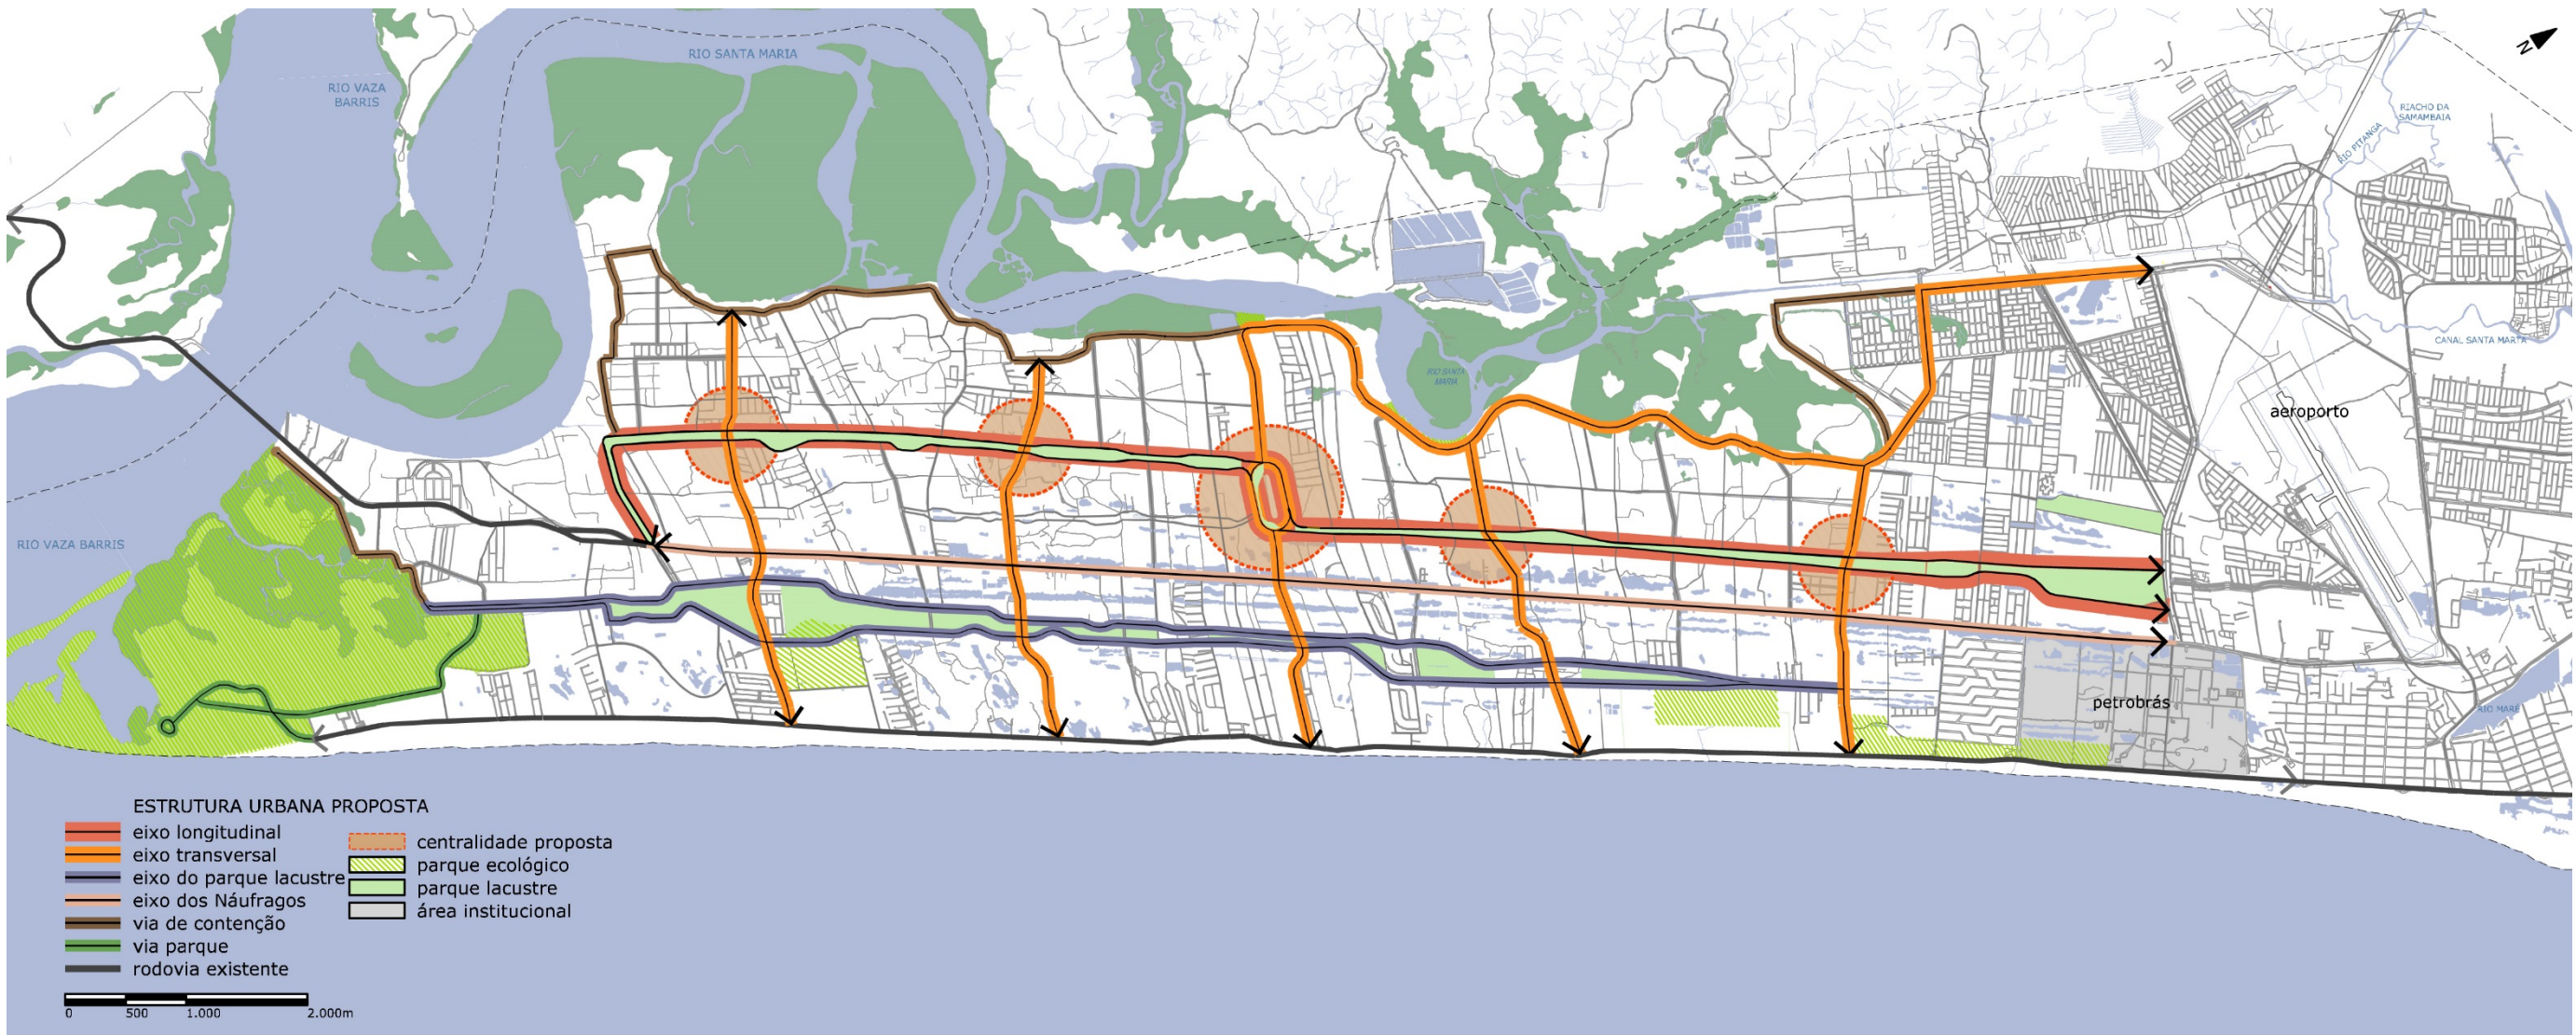 RIO SANTA MARIA
N
RIO VAZA
BARRIS
RIACHO DA
SAMAMBAIA
RIO PITANGA
CANAL SANTA MARTA
RIO SANTA
MARIA
aeroporto
RIO VAZA BARRIS
petrobrás
RIO MARÉ
ESTRUTURA URBANA PROPOSTA
eixo longitudinal
eixo transversal
eixo do parque lacustre
eixo dos Náufragos
via de contenção
via parque
rodovia existente
centralidade proposta
parque ecológico
parque lacustre
área institucional
0 500 1.000 2.000m